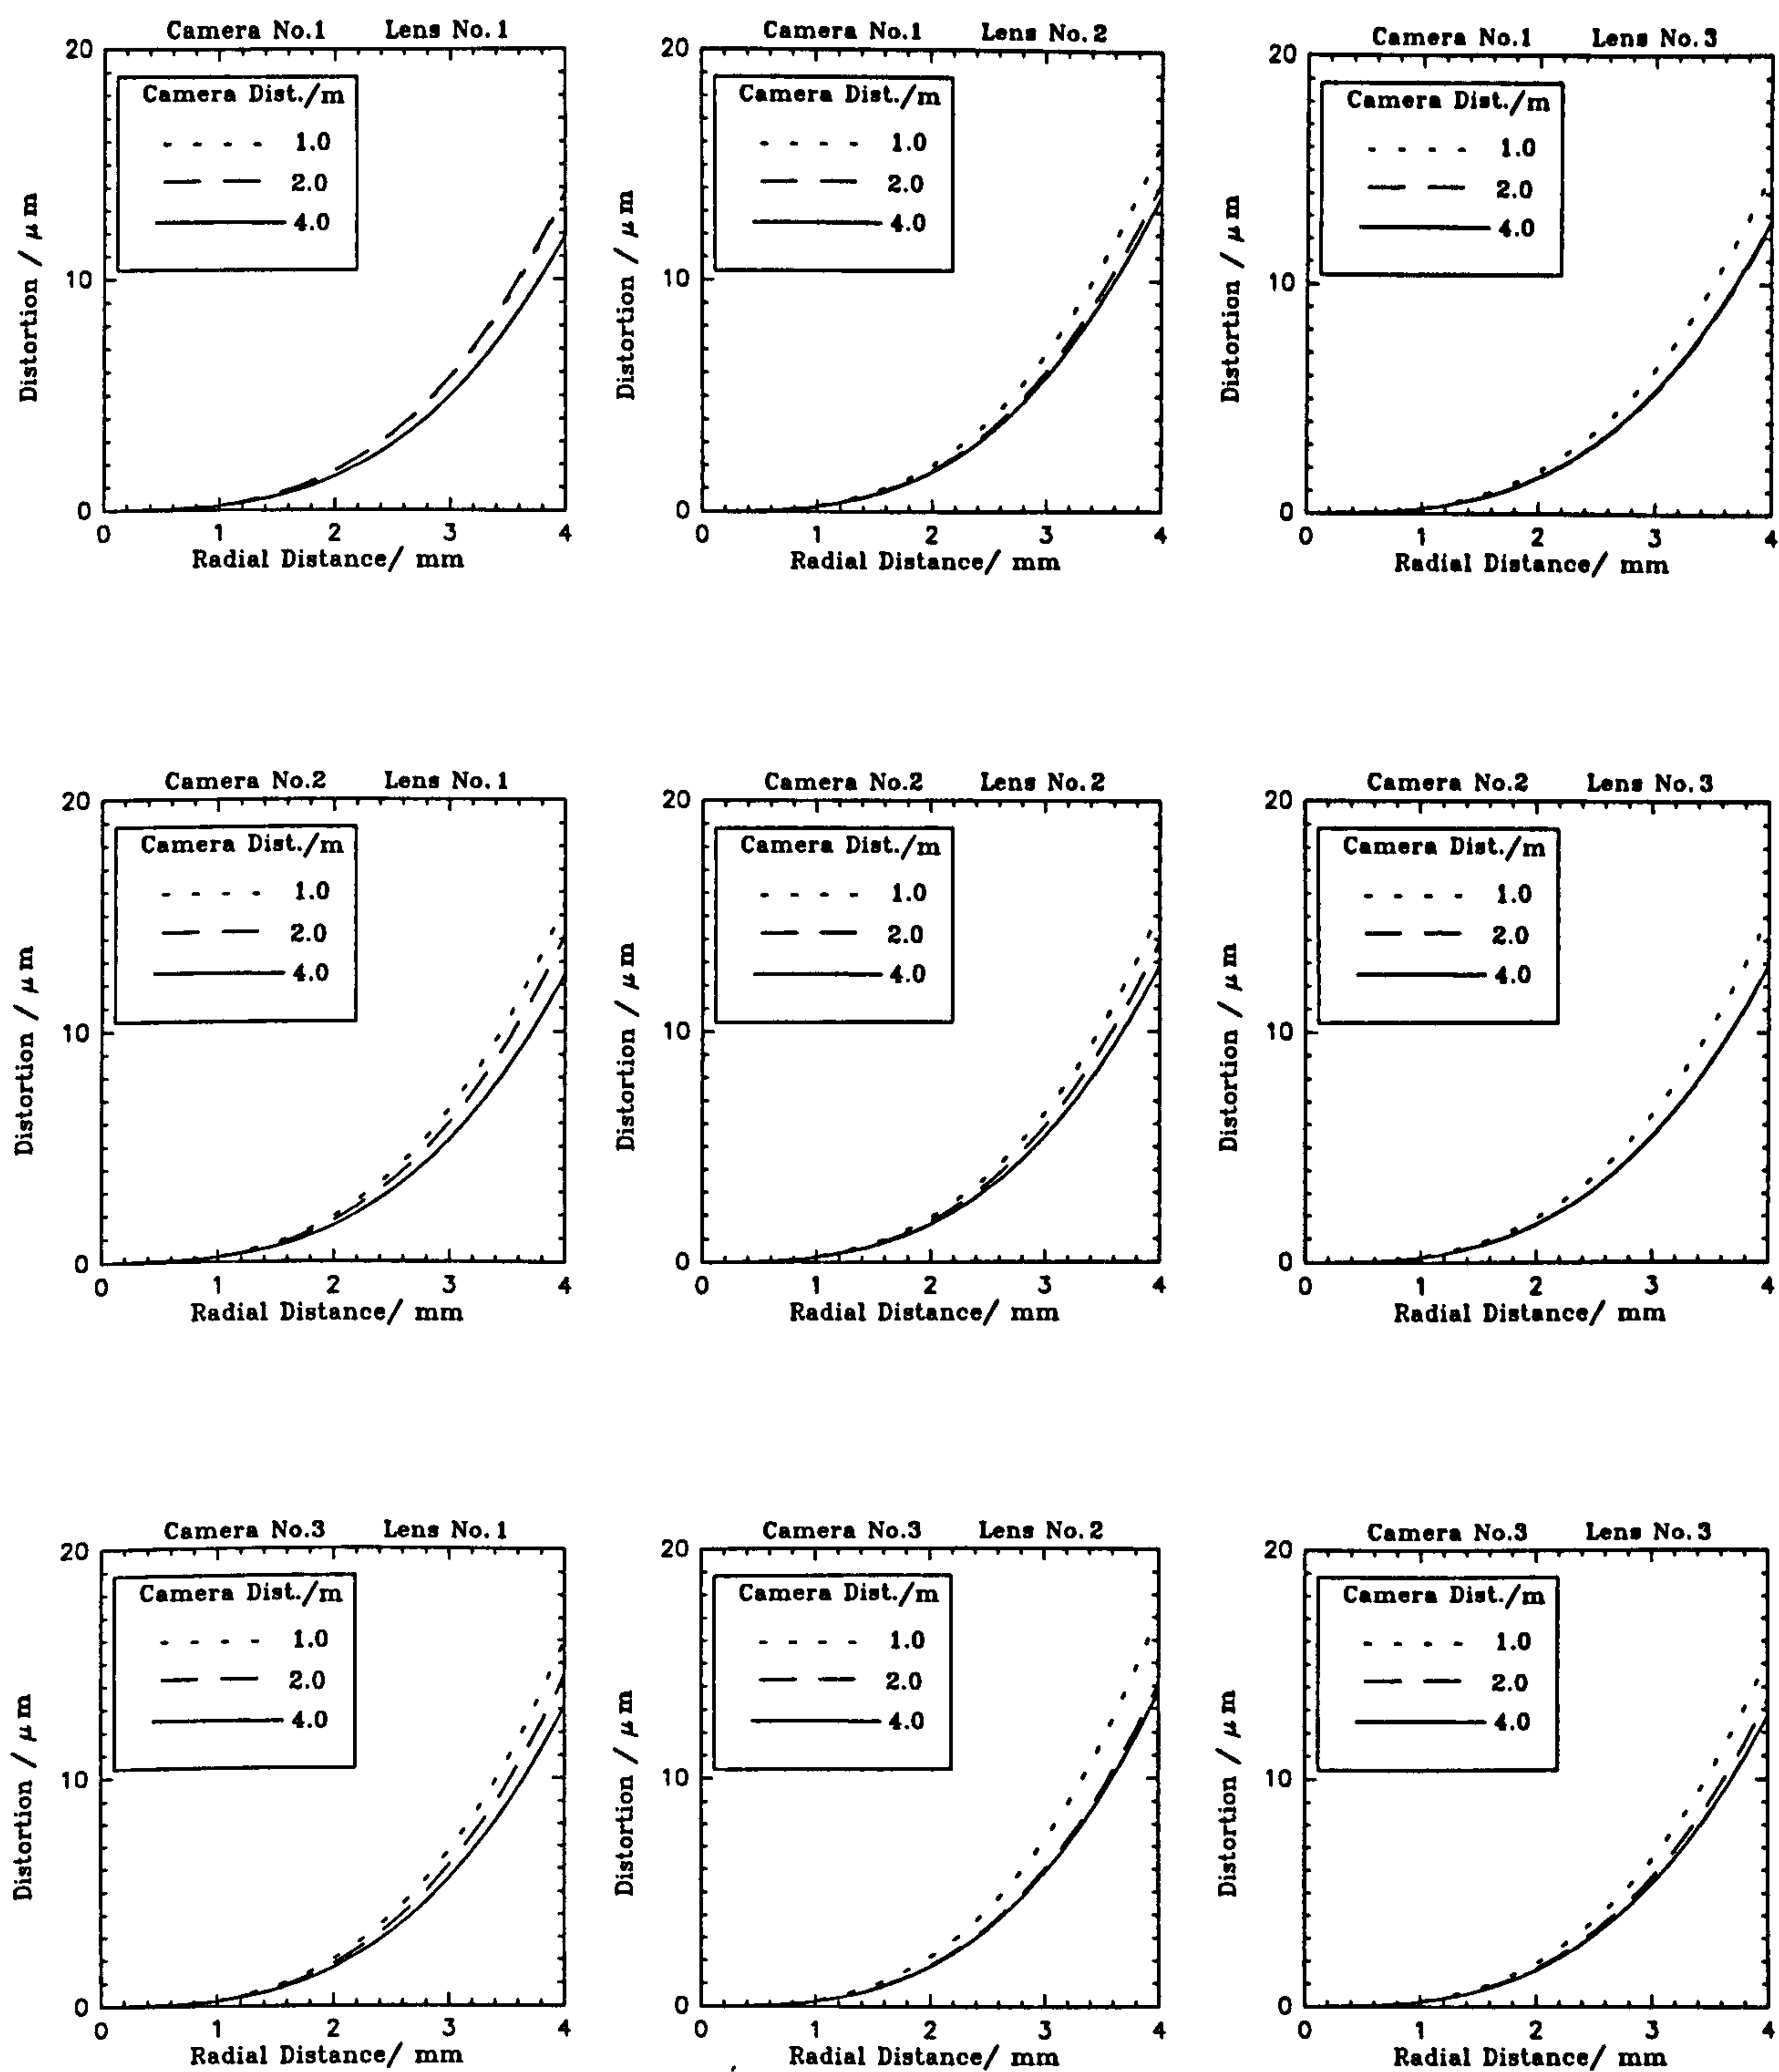 Camera No.1 Lens No.1
20
Camera Dist./m
1.0
2.0
4.0
10
0
Distortion / μm
0 1 2 3 4
Radial Distance/ mm
Camera No.1 Lens No.2
20
Camera Dist./m
1.0
2.0
4.0
10
0
Distortion / μm
0 1 2 3 4
Radial Distance/ mm
Camera No.1 Lens No.3
20
Camera Dist./m
1.0
2.0
4.0
10
0
Distortion / μm
0 1 2 3 4
Radial Distance/ mm
Camera No.2 Lens No.1
20
Camera Dist./m
1.0
2.0
4.0
10
0
Distortion / μm
0 1 2 3 4
Radial Distance/ mm
Camera No.2 Lens No.2
20
Camera Dist./m
1.0
2.0
4.0
10
0
Distortion / μm
0 1 2 3 4
Radial Distance/ mm
Camera No.2 Lens No.3
20
Camera Dist./m
1.0
2.0
4.0
10
0
Distortion / μm
0 1 2 3 4
Radial Distance/ mm
Camera No.3 Lens No.1
20
Camera Dist./m
1.0
2.0
4.0
10
0
Distortion / μm
0 1 2 3 4
Radial Distance/ mm
Camera No.3 Lens No.2
20
Camera Dist./m
1.0
2.0
4.0
10
0
Distortion / μm
0 1 2 3 4
Radial Distance/ mm
Camera No.3 Lens No.3
20
Camera Dist./m
1.0
2.0
4.0
10
0
Distortion / μm
0 1 2 3 4
Radial Distance/ mm